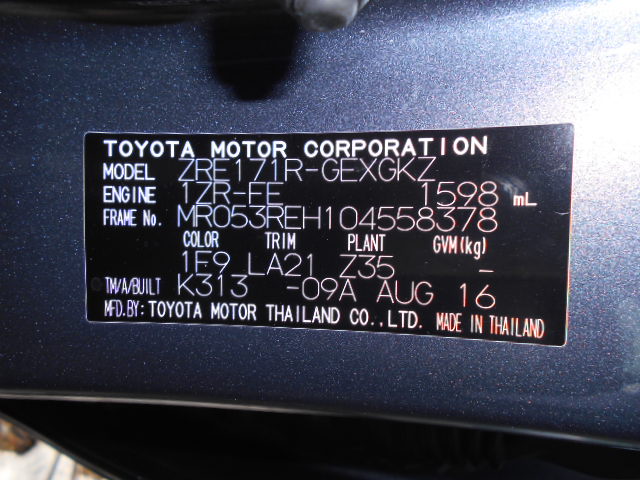 TOYOTA MOTOR CORPORATION
MODEL ZRE171R-GEXGKZ
ENGINE 1ZR-FE 1598 mL
FRAME No. MR053REH104558378
COLOR TRIM PLANT GVM(kg)
1F9 LA21 Z35 -
TM/A/BUILT K313 -09A AUG 16
MFD.BY: TOYOTA MOTOR THAILAND CO.,LTD. MADE IN THAILAND